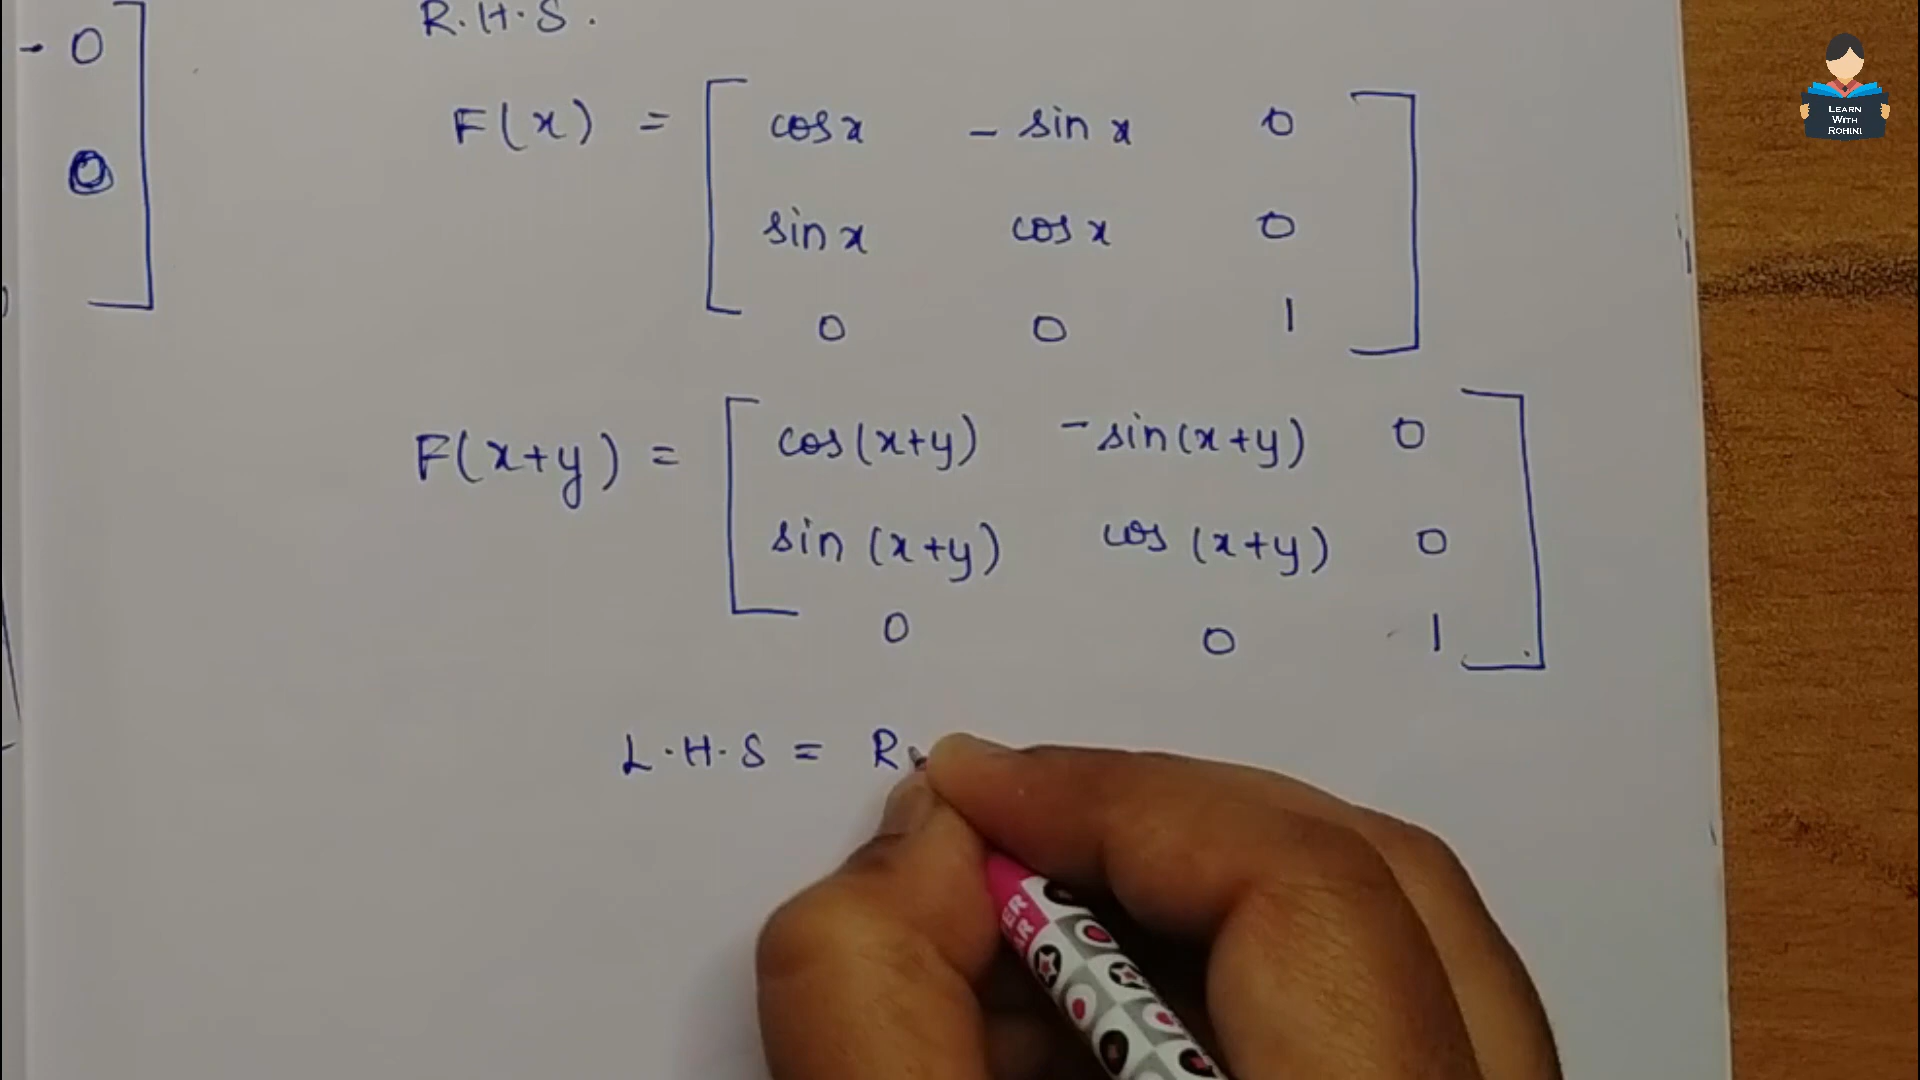 - 0
0
R.H.S.
F(x) = [ cos x - sin x 0
sin x cos x 0
0 0 1 ]
F(x+y) = [ cos(x+y) - sin(x+y) 0
sin (x+y) cos (x+y) 0
0 0 1 ]
L.H.S = R.
LEARN
WITH
ROHINI